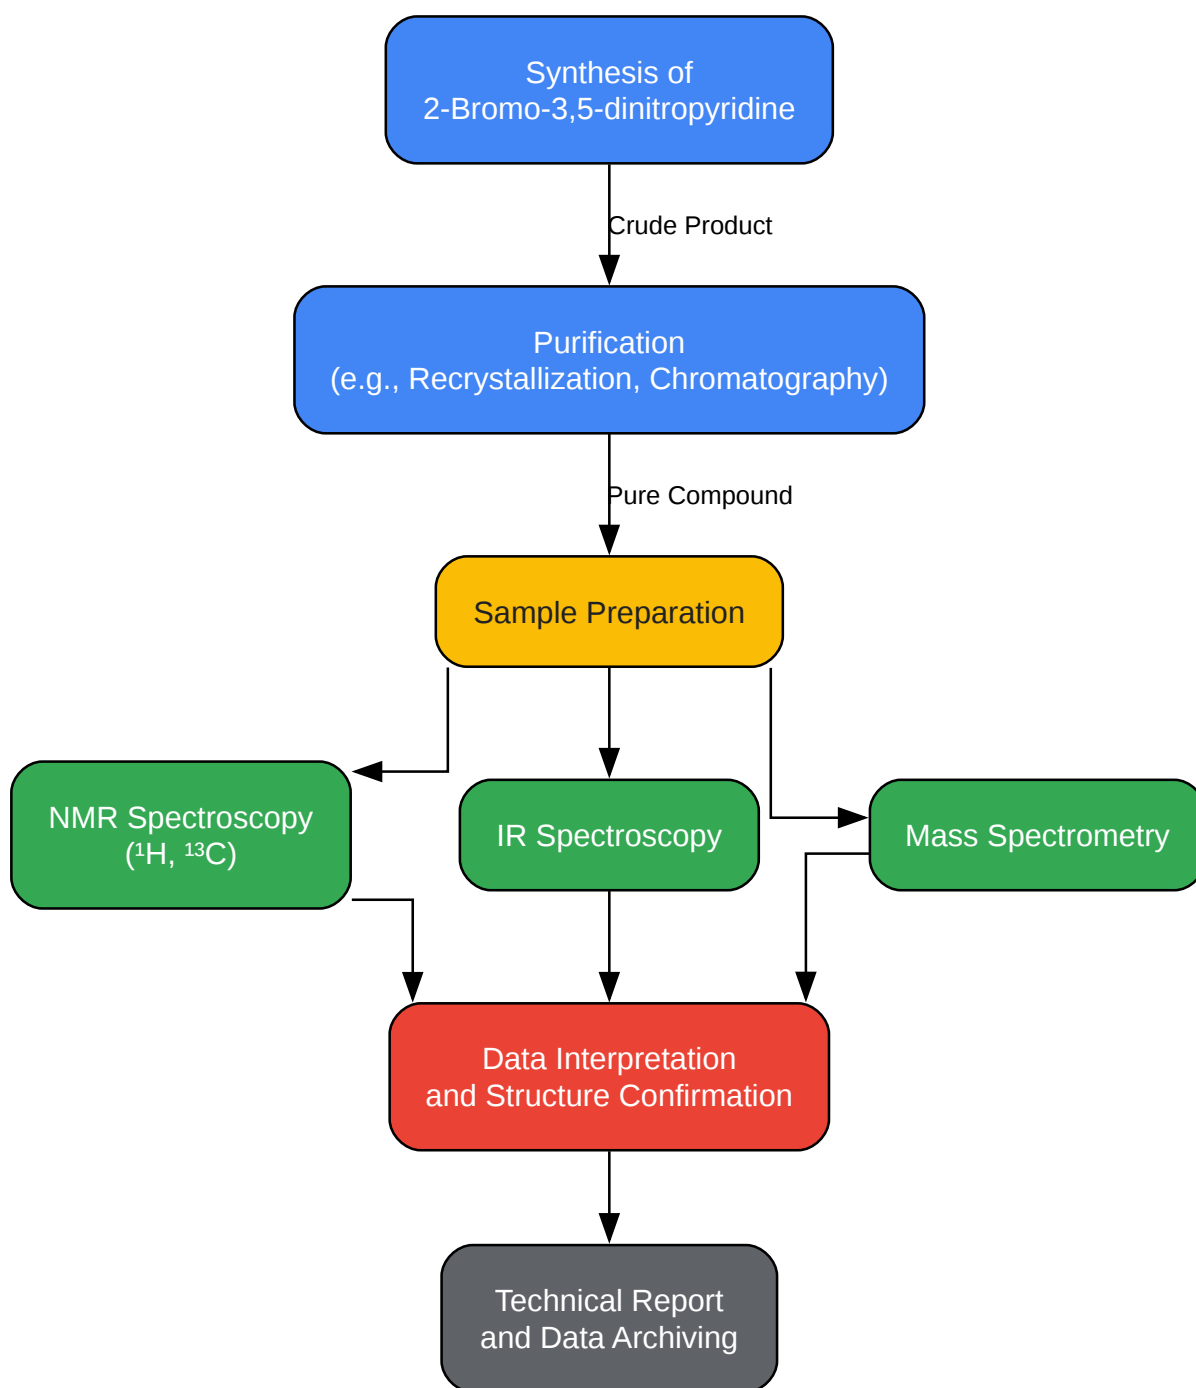 Synthesis of
2-Bromo-3,5-dinitropyridine
Crude Product
Purification
(e.g., Recrystallization, Chromatography)
Pure Compound
Sample Preparation
NMR Spectroscopy
(¹H, ¹³C)
IR Spectroscopy
Mass Spectrometry
Data Interpretation
and Structure Confirmation
Technical Report
and Data Archiving